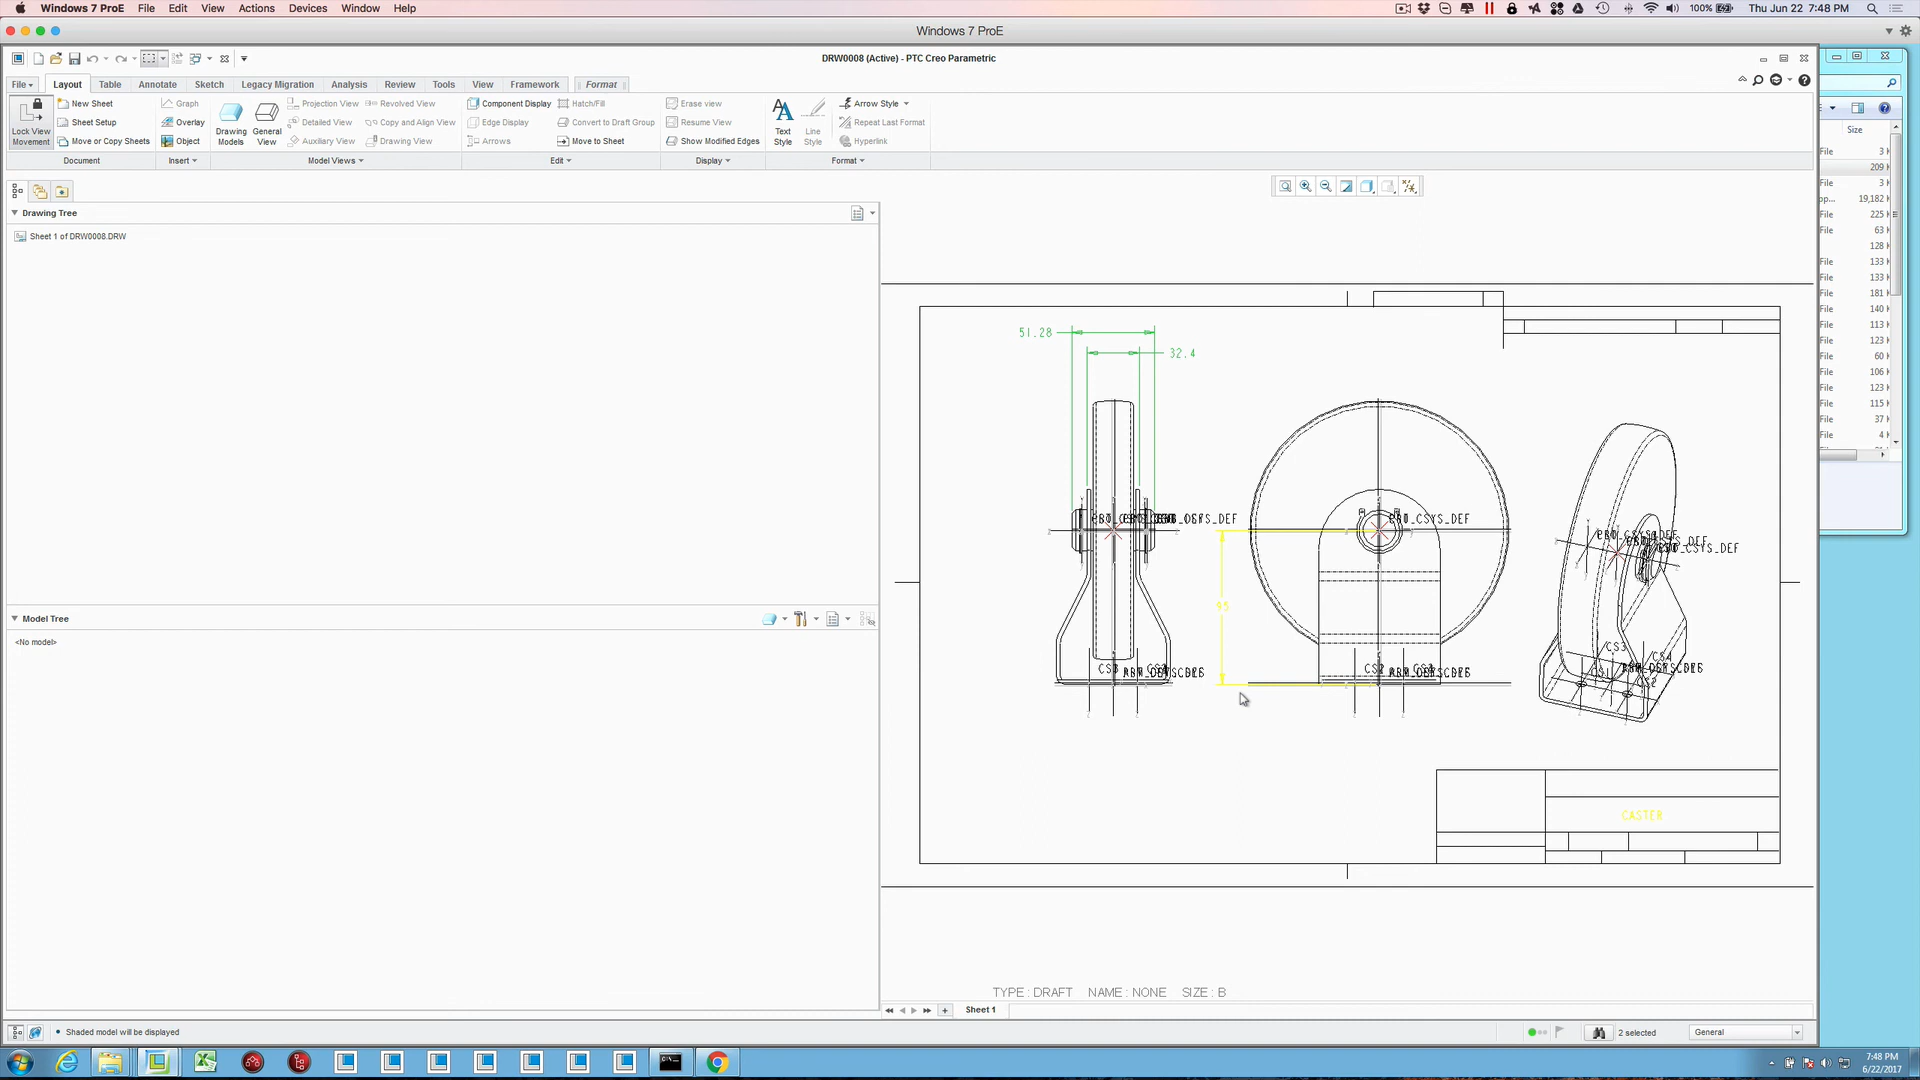 Windows 7 ProE File Edit View Actions Devices Window Help
100% Thu Jun 22 7:48 PM
Windows 7 ProE
DRW0008 (Active) - PTC Creo Parametric
File Layout Table Annotate Sketch Legacy Migration Analysis Review Tools View Framework Format
New Sheet Graph Projection View Revolved View Component Display Hatch/Fill Erase view Arrow Style
Sheet Setup Overlay Detailed View Copy and Align View Edge Display Convert to Draft Group Resume View Repeat Last Format
Lock View Movement Move or Copy Sheets Object Drawing Models General View Auxiliary View Drawing View Arrows Move to Sheet Show Modified Edges Text Style Line Style Hyperlink
Document Insert Model Views Edit Display Format
Size
File 3
209
File 3
19,182
File 225
File 63
128
File 133
File 133
File 181
File 140
File 113
File 123
File 60
File 106
File 123
File 115
File 37
File 4
Drawing Tree
Sheet 1 of DRW0008.DRW
51.28
32.4
_CSYS_DEF
95
CS3
CS2
CS3
CS4
CS1
CS2
CASTER
Model Tree
<No model>
TYPE : DRAFT NAME : NONE SIZE : B
Sheet 1
Shaded model will be displayed
2 selected General
7:48 PM
6/22/2017